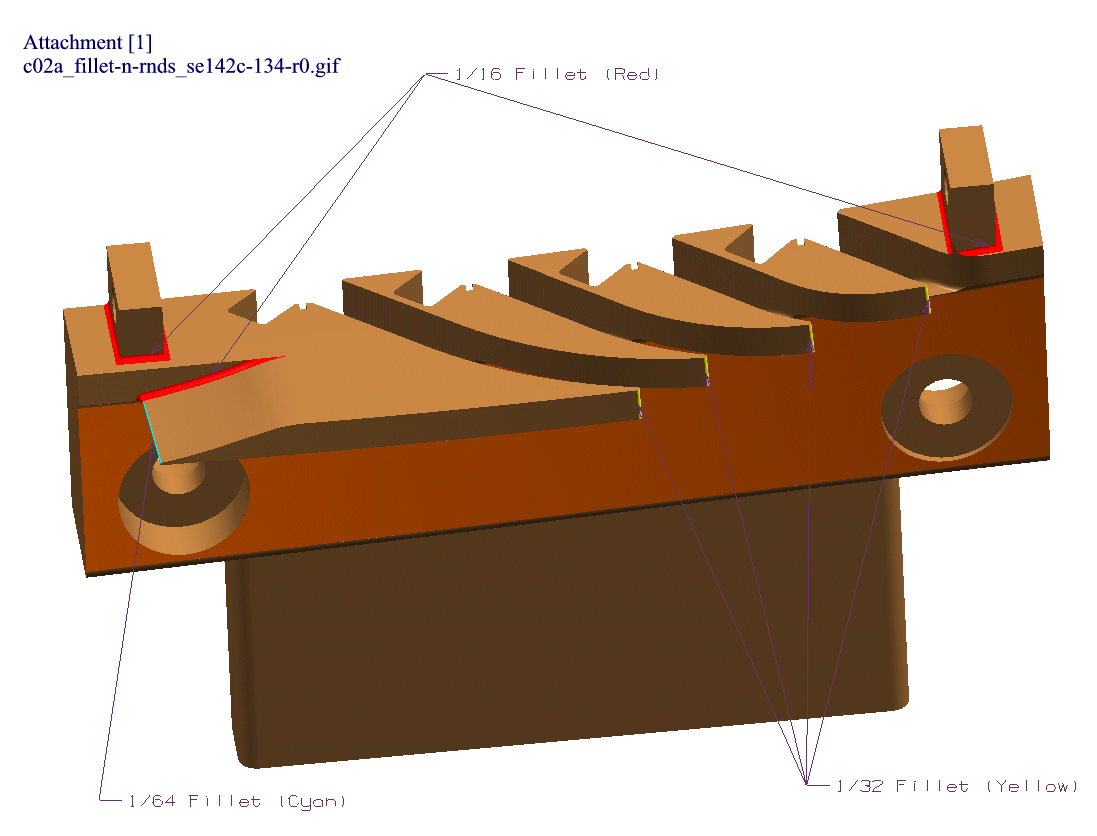 Attachment [1]
c02a_fillet-n-rnds_se142c-134-r0.gif
1/16 Fillet (Red)
1/64 Fillet (Cyan)
1/32 Fillet (Yellow)